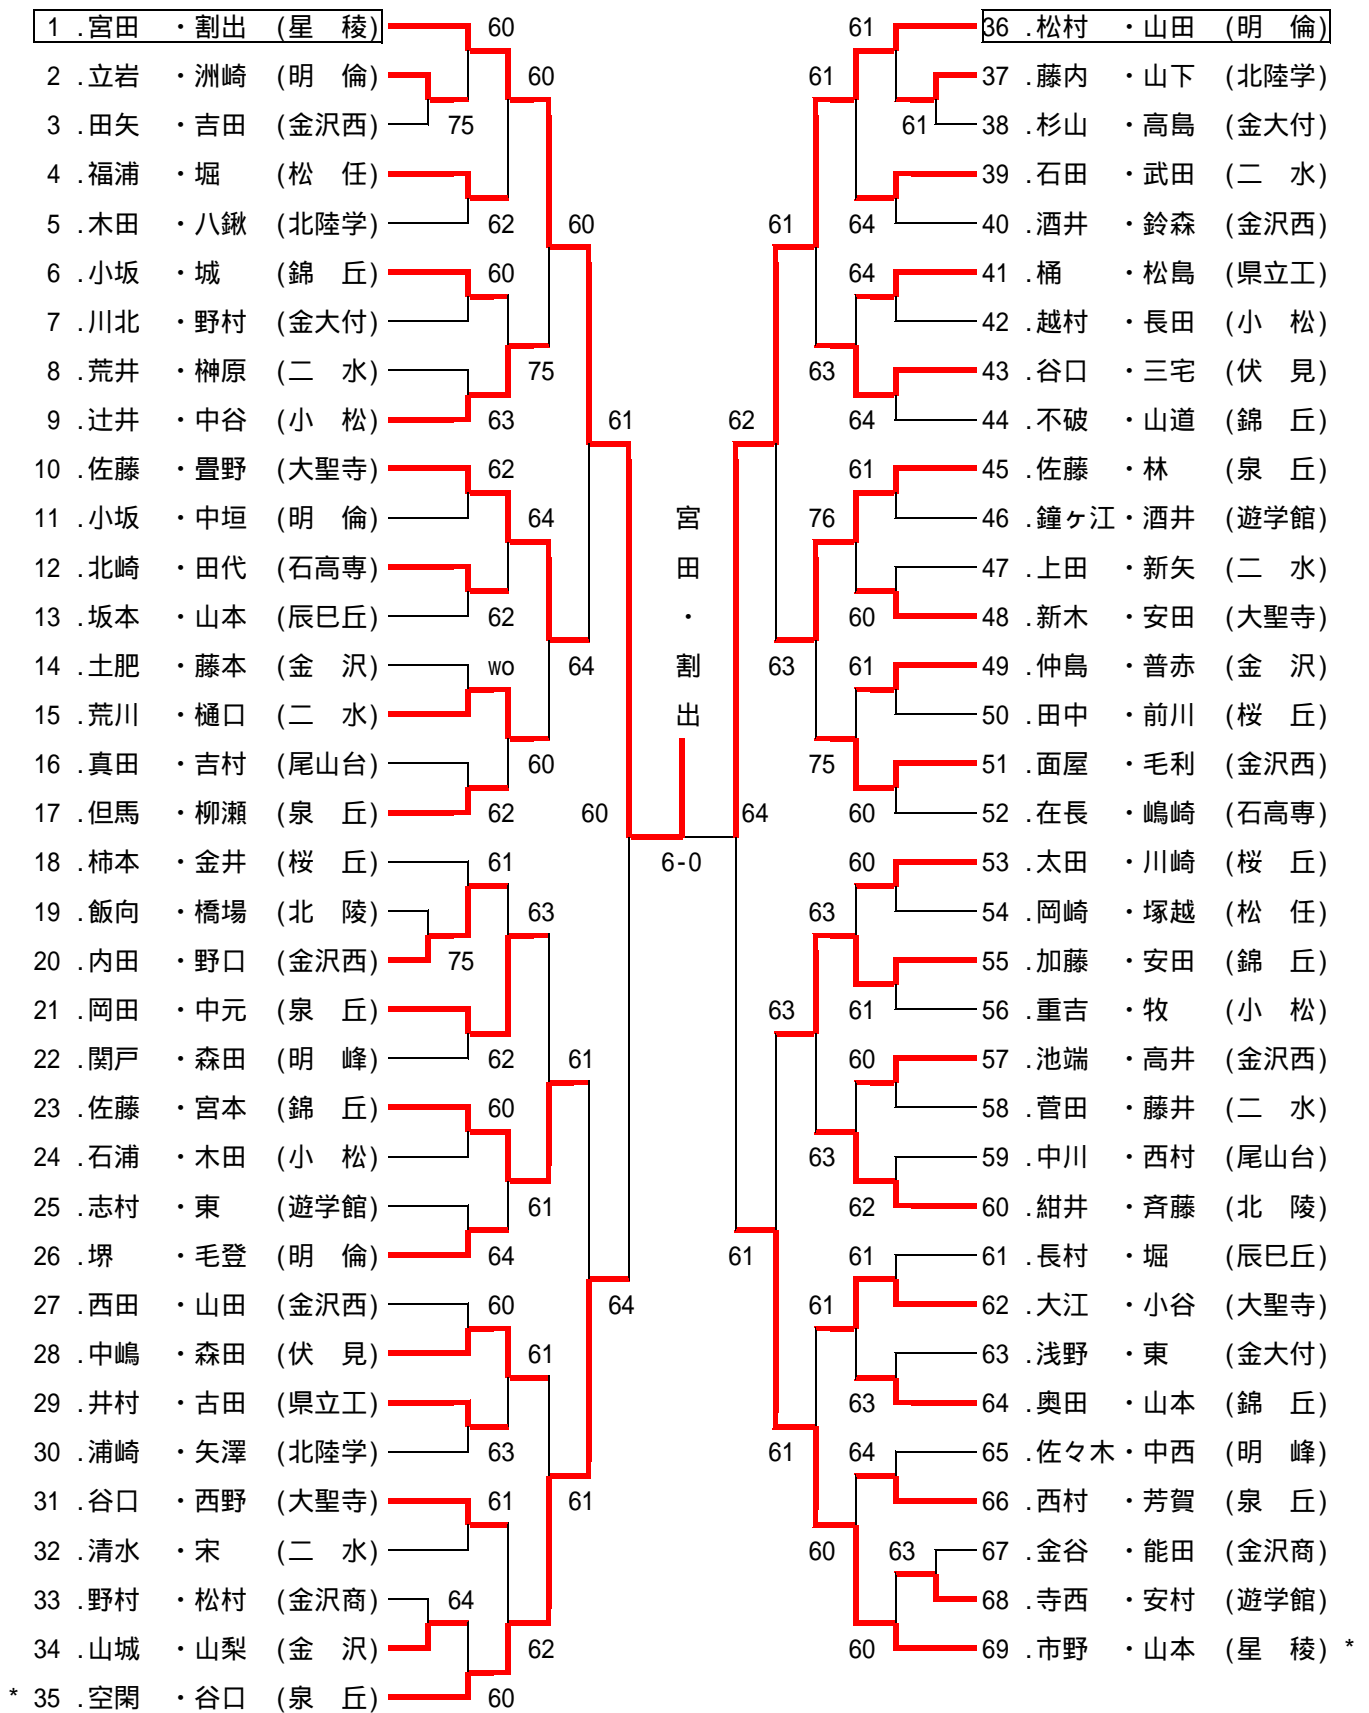 1 .宮田 ・割出 (星 稜) 60
2 .立岩 ・洲崎 (明 倫) 60
3 .田矢 ・吉田 (金沢西) 75
4 .福浦 ・堀 (松 任)
5 .木田 ・八鍬 (北陸学) 62 60
6 .小坂 ・城 (錦 丘) 60
7 .川北 ・野村 (金大付)
8 .荒井 ・榊原 (二 水) 75
9 .辻井 ・中谷 (小 松) 63 61
10 .佐藤 ・畳野 (大聖寺) 62
11 .小坂 ・中垣 (明 倫) 64
12 .北崎 ・田代 (石高専)
13 .坂本 ・山本 (辰巳丘) 62
14 .土肥 ・藤本 (金 沢) wo 64
15 .荒川 ・樋口 (二 水)
16 .真田 ・吉村 (尾山台) 60
17 .但馬 ・柳瀬 (泉 丘) 62 60
18 .柿本 ・金井 (桜 丘) 61
19 .飯向 ・橋場 (北 陵) 63
20 .内田 ・野口 (金沢西) 75
21 .岡田 ・中元 (泉 丘)
22 .関戸 ・森田 (明 峰) 62 61
23 .佐藤 ・宮本 (錦 丘) 60
24 .石浦 ・木田 (小 松)
25 .志村 ・東 (遊学館) 61
26 .堺 ・毛登 (明 倫) 64
27 .西田 ・山田 (金沢西) 60 64
28 .中嶋 ・森田 (伏 見) 61
29 .井村 ・古田 (県立工)
30 .浦崎 ・矢澤 (北陸学) 63
31 .谷口 ・西野 (大聖寺) 61 61
32 .清水 ・宋 (二 水)
33 .野村 ・松村 (金沢商) 64
34 .山城 ・山梨 (金 沢) 62
* 35 .空閑 ・谷口 (泉 丘) 60
宮
田
・
割
出
6-0
61 36 .松村 ・山田 (明 倫)
61 37 .藤内 ・山下 (北陸学)
61 38 .杉山 ・高島 (金大付)
39 .石田 ・武田 (二 水)
61 64 40 .酒井 ・鈴森 (金沢西)
64 41 .桶 ・松島 (県立工)
42 .越村 ・長田 (小 松)
63 43 .谷口 ・三宅 (伏 見)
62 64 44 .不破 ・山道 (錦 丘)
61 45 .佐藤 ・林 (泉 丘)
76 46 .鐘ヶ江・酒井 (遊学館)
47 .上田 ・新矢 (二 水)
60 48 .新木 ・安田 (大聖寺)
63 61 49 .仲島 ・普赤 (金 沢)
50 .田中 ・前川 (桜 丘)
75 51 .面屋 ・毛利 (金沢西)
64 60 52 .在長 ・嶋崎 (石高専)
60 53 .太田 ・川崎 (桜 丘)
63 54 .岡崎 ・塚越 (松 任)
55 .加藤 ・安田 (錦 丘)
63 61 56 .重吉 ・牧 (小 松)
60 57 .池端 ・高井 (金沢西)
58 .菅田 ・藤井 (二 水)
63 59 .中川 ・西村 (尾山台)
62 60 .紺井 ・斉藤 (北 陵)
61 61 61 .長村 ・堀 (辰巳丘)
61 62 .大江 ・小谷 (大聖寺)
63 .浅野 ・東 (金大付)
63 64 .奥田 ・山本 (錦 丘)
61 64 65 .佐々木・中西 (明 峰)
66 .西村 ・芳賀 (泉 丘)
60 63 67 .金谷 ・能田 (金沢商)
68 .寺西 ・安村 (遊学館)
60 69 .市野 ・山本 (星 稜) *